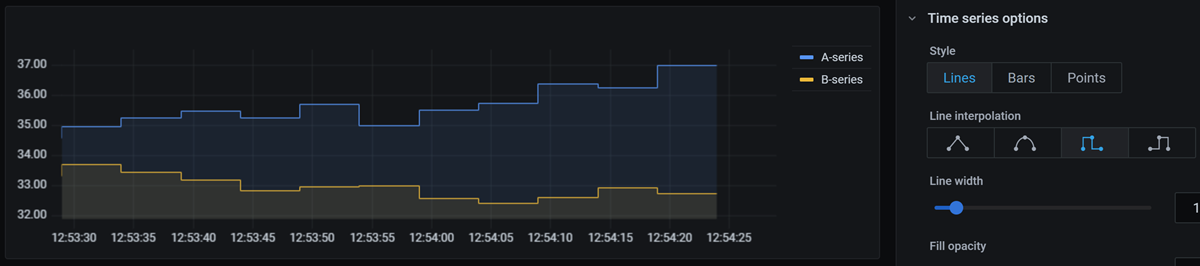 37.00
36.00
35.00
34.00
33.00
32.00
12:53:30 12:53:35 12:53:40 12:53:45 12:53:50 12:53:55 12:54:00 12:54:05 12:54:10 12:54:15 12:54:20 12:54:25
A-series
B-series
Time series options
Style
Lines Bars Points
Line interpolation
Line width
1
Fill opacity